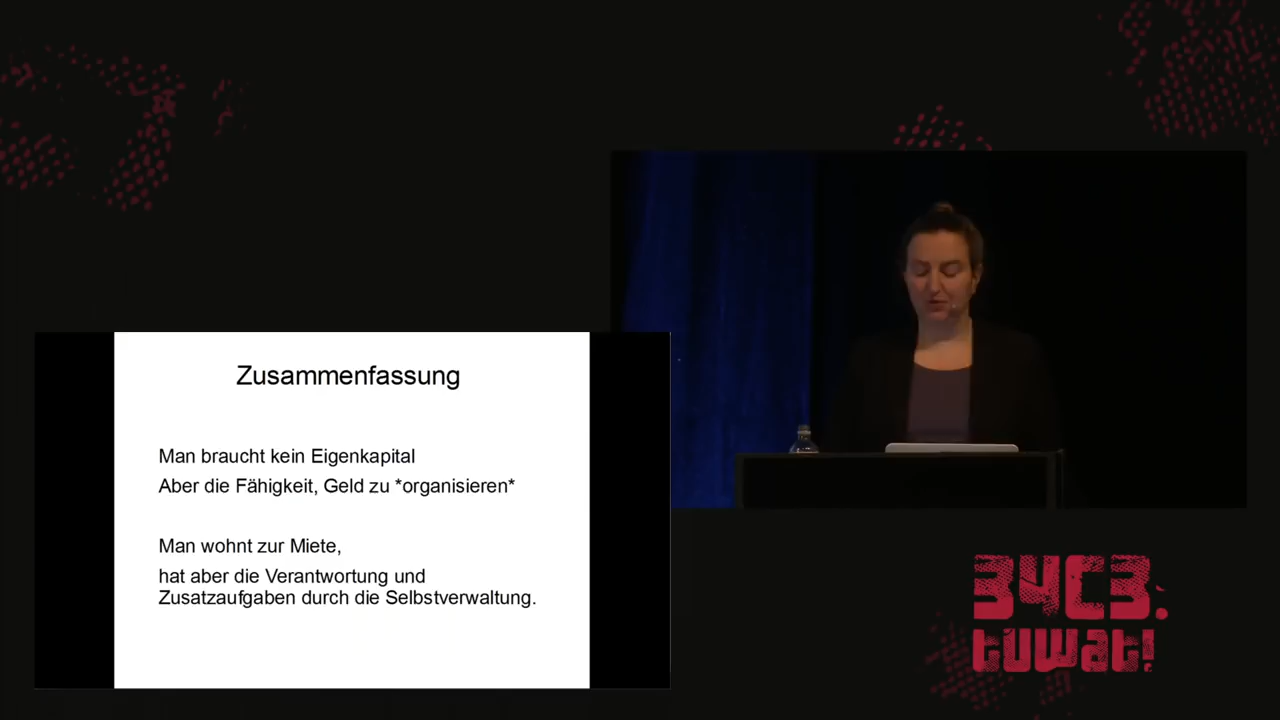 Zusammenfassung
Man braucht kein Eigenkapital
Aber die Fähigkeit, Geld zu *organisieren*
Man wohnt zur Miete,
hat aber die Verantwortung und
Zusatzaufgaben durch die Selbstverwaltung.
34C3.
tuwat!